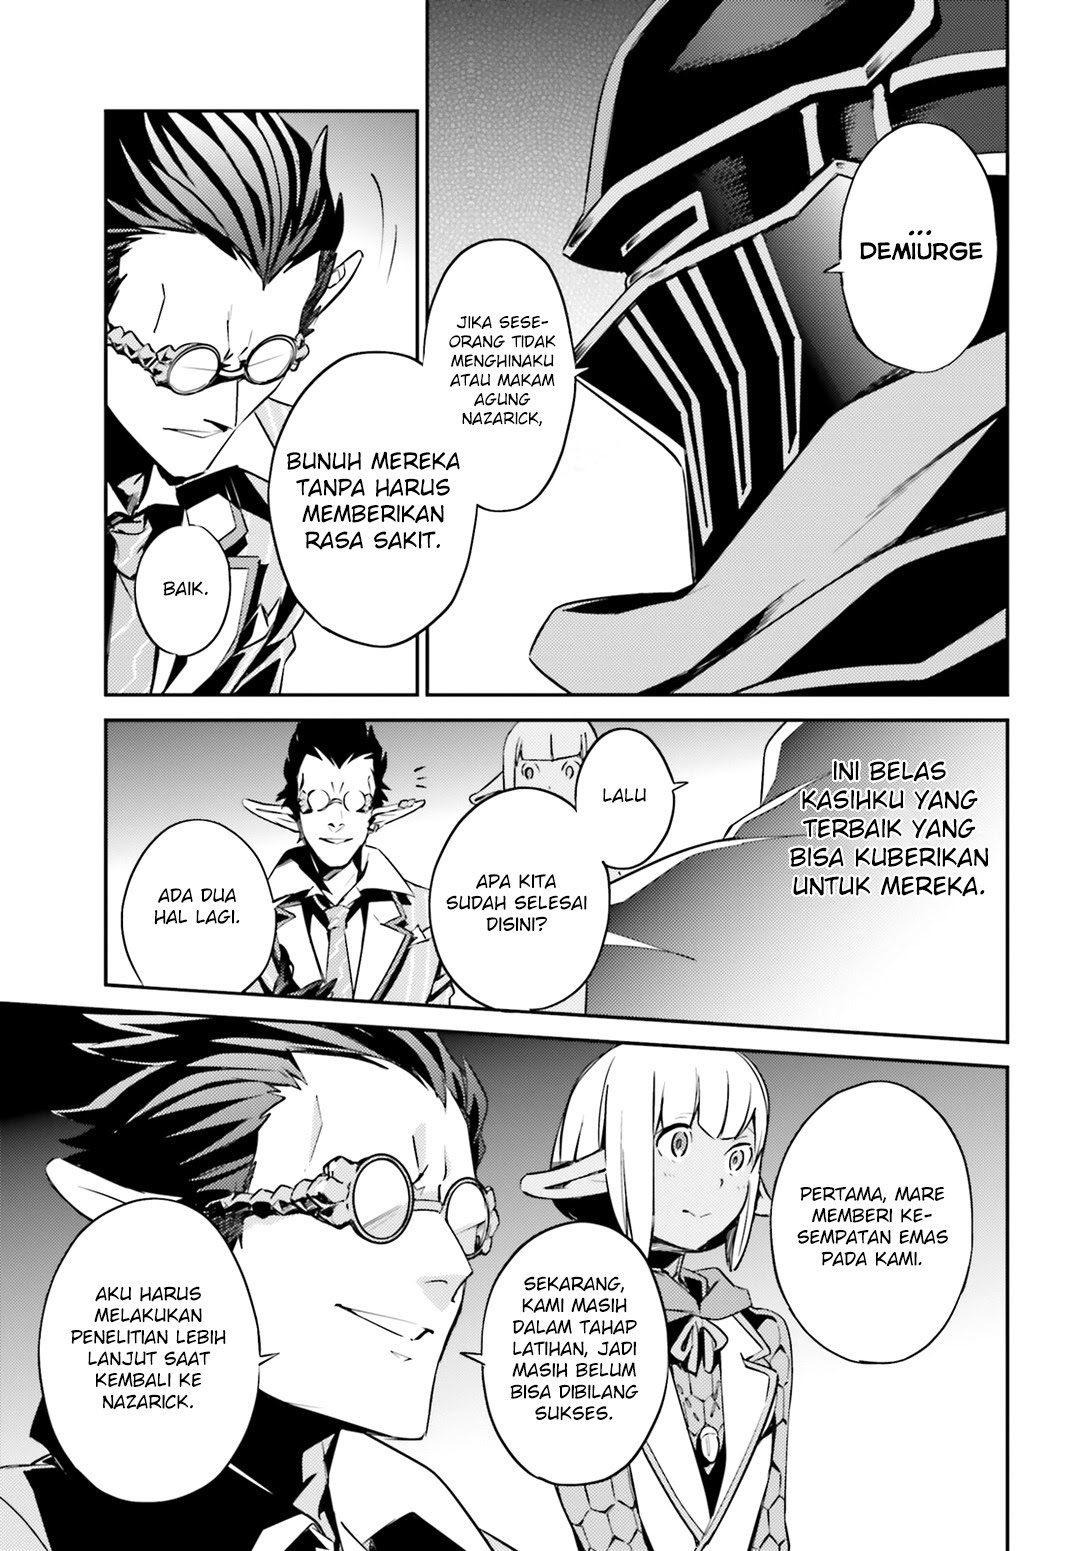 ...
DEMIURGE
JIKA SESE-
ORANG TIDAK
MENGHINAKU
ATAU MAKAM
AGUNG
NAZARICK,
BUNUH MEREKA
TANPA HARUS
MEMBERIKAN
RASA SAKIT.
BAIK.
INI BELAS
KASIHKU YANG
TERBAIK YANG
BISA KUBERIKAN
UNTUK MEREKA.
LALU
APA KITA
SUDAH SELESAI
DISINI?
ADA DUA
HAL LAGI.
PERTAMA, MARE
MEMBERI KE-
SEMPATAN EMAS
PADA KAMI.
SEKARANG,
KAMI MASIH
DALAM TAHAP
LATIHAN, JADI
MASIH BELUM
BISA DIBILANG
SUKSES.
AKU HARUS
MELAKUKAN
PENELITIAN LEBIH
LANJUT SAAT
KEMBALI KE
NAZARICK.